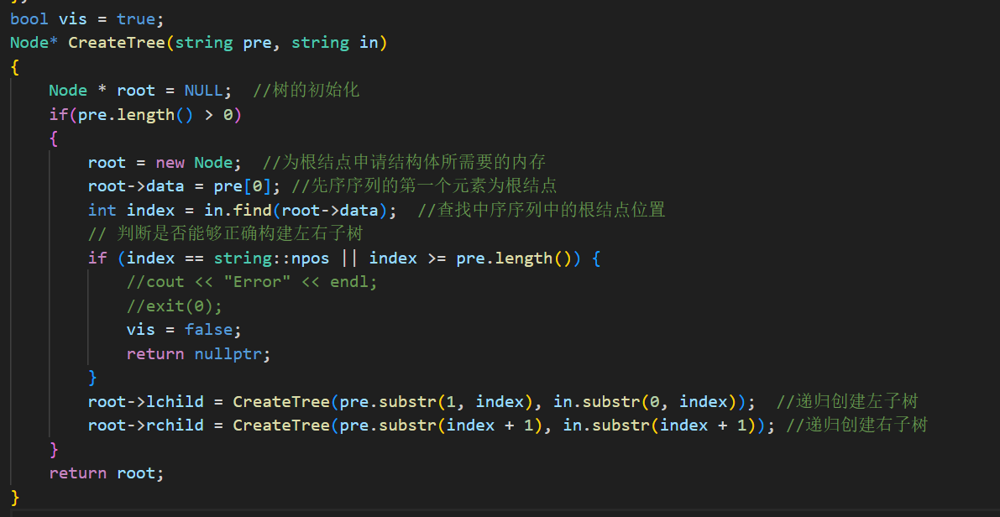 };
bool vis = true;
Node* CreateTree(string pre, string in)
{
    Node * root = NULL;  //树的初始化
    if(pre.length() > 0)
    {
        root = new Node;  //为根结点申请结构体所需要的内存
        root->data = pre[0]; //先序序列的第一个元素为根结点
        int index = in.find(root->data);  //查找中序序列中的根结点位置
        // 判断是否能够正确构建左右子树
        if (index == string::npos || index >= pre.length()) {
            //cout << "Error" << endl;
            //exit(0);
            vis = false;
            return nullptr;
        }
        root->lchild = CreateTree(pre.substr(1, index), in.substr(0, index));  //递归创建左子树
        root->rchild = CreateTree(pre.substr(index + 1), in.substr(index + 1)); //递归创建右子树
    }
    return root;
}